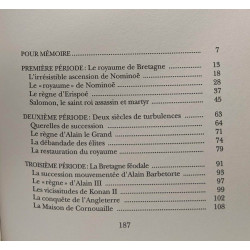 POUR MÉMOIRE 7
PREMIÈRE PÉRIODE : Le royaume de Bretagne 13
L'irrésistible ascension de Nominoë 18
Le « royaume » de Nominoë 28
Le règne d'Erispoë 37
Salomon, le saint roi assassin et martyr 45
DEUXIÈME PÉRIODE : Deux siècles de turbulences 63
Querelles de succession 64
Le règne d'Alain le Grand 71
La débandade des élites 77
La restauration du royaume 79
TROISIÈME PÉRIODE : La Bretagne féodale 91
La succession mouvementée d'Alain Barbetorte 95
Le « règne » d'Alain III 97
Les vicissitudes de Konan II 99
La conquête de l'Angleterre 102
La Maison de Cornouaille 108
187